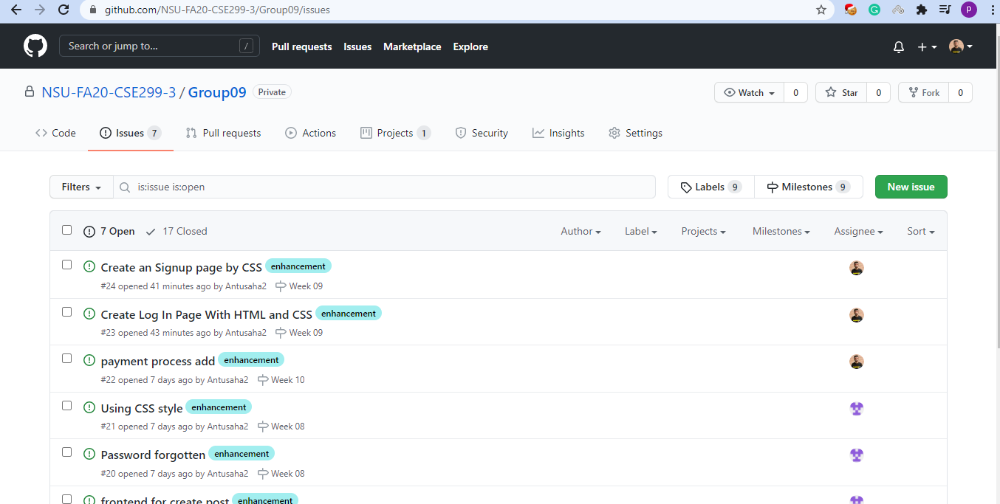 github.com/NSU-FA20-CSE299-3/Group09/issues
Search or jump to... /
Pull requests Issues Marketplace Explore
NSU-FA20-CSE299-3 / Group09 Private
Watch 0 Star 0 Fork 0
Code Issues 7 Pull requests Actions Projects 1 Security Insights Settings
Filters is:issue is:open Labels 9 Milestones 9 New issue
7 Open 17 Closed Author Label Projects Milestones Assignee Sort
Create an Signup page by CSS enhancement
#24 opened 41 minutes ago by Antusaha2 Week 09
Create Log In Page With HTML and CSS enhancement
#23 opened 43 minutes ago by Antusaha2 Week 09
payment process add enhancement
#22 opened 7 days ago by Antusaha2 Week 10
Using CSS style enhancement
#21 opened 7 days ago by Antusaha2 Week 08
Password forgotten enhancement
#20 opened 7 days ago by Antusaha2 Week 08
frontend for create post enhancement